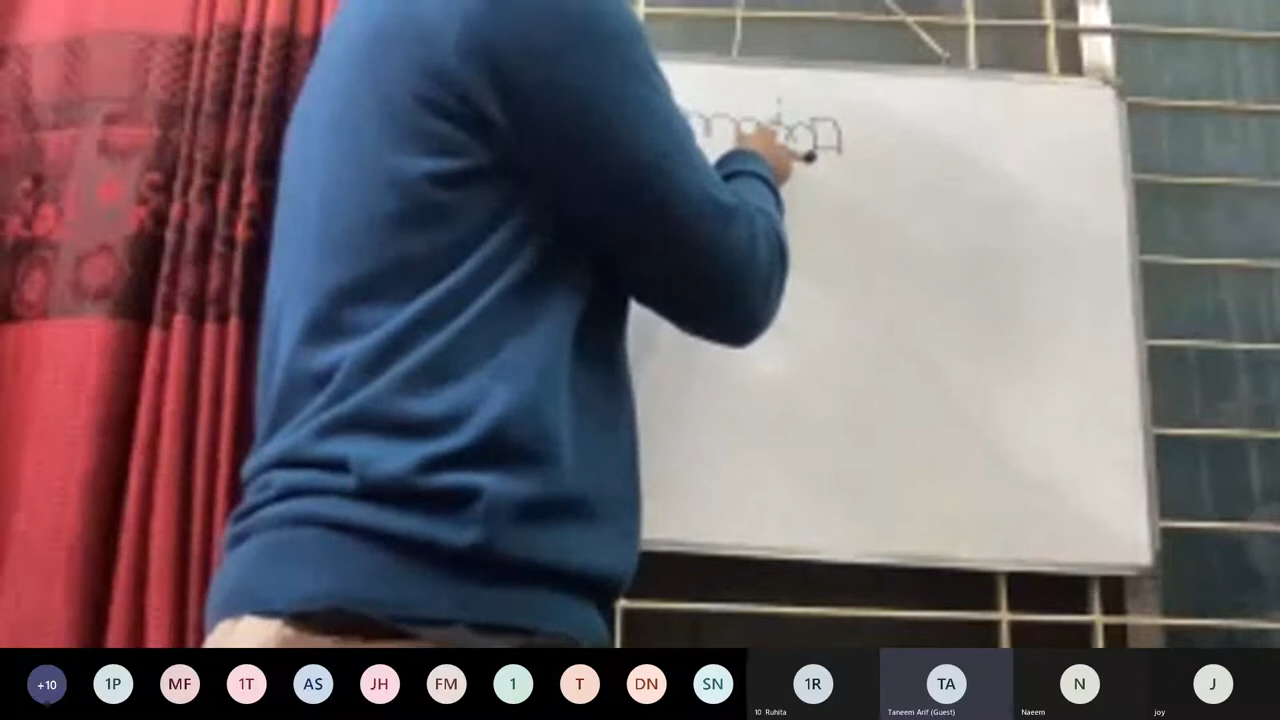 +10 1P MF 1T AS JH FM 1 T DN SN 1R TA N J
10 Ruhita Taneem Arif (Guest) Naeem joy